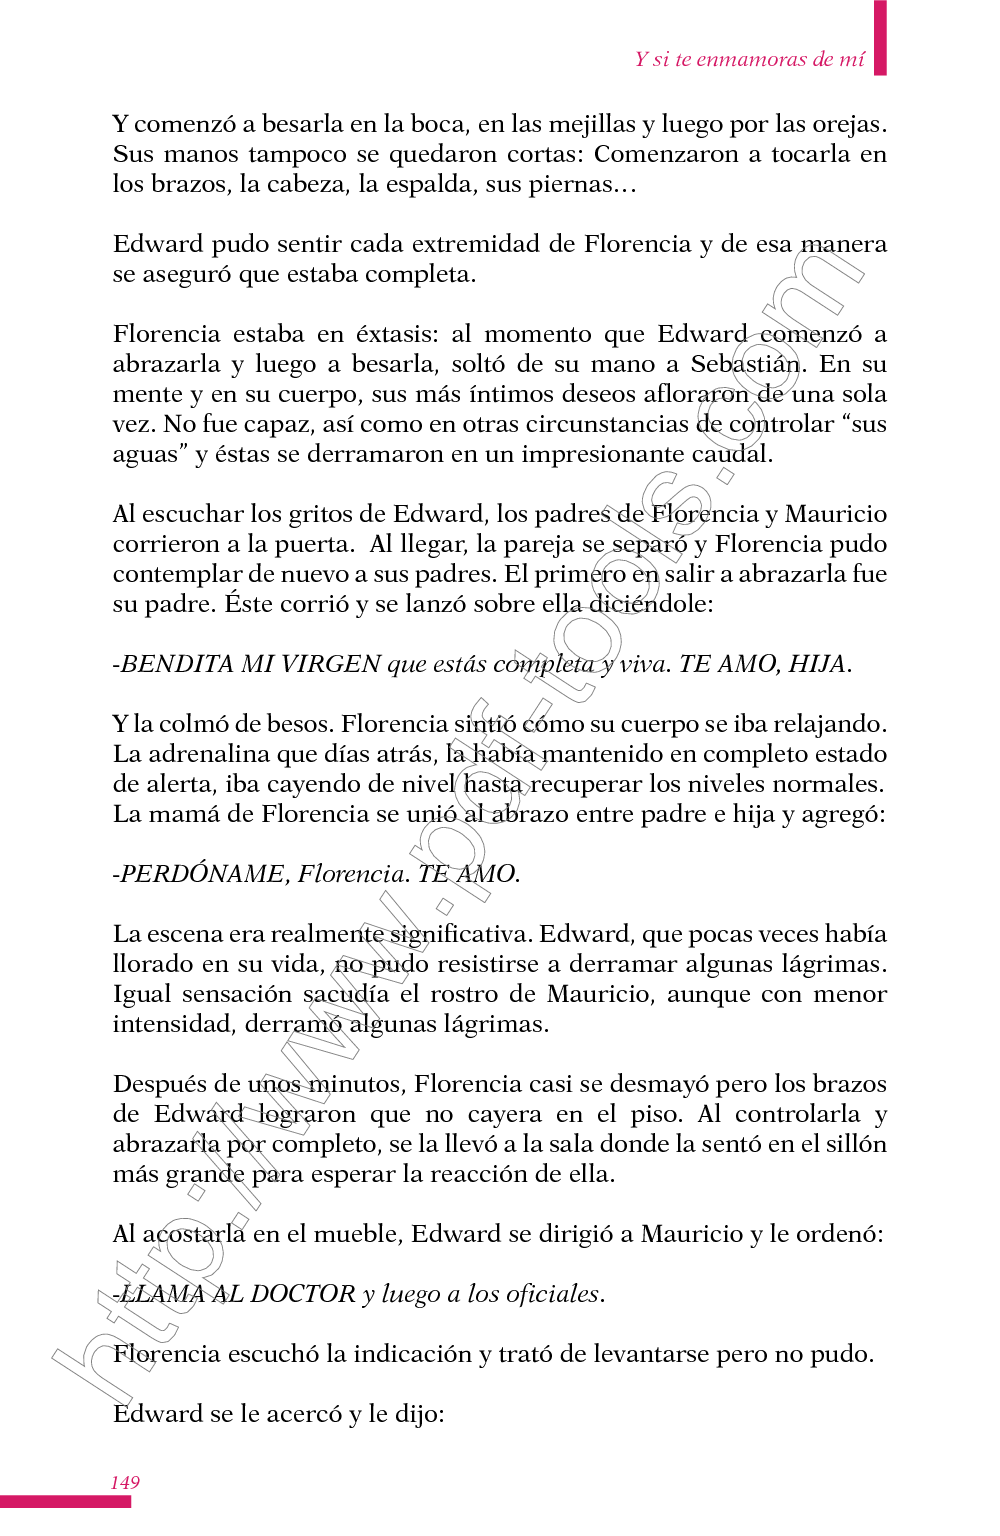 Y si te enmamoras de mí
Y comenzó a besarla en la boca, en las mejillas y luego por las orejas.
Sus manos tampoco se quedaron cortas: Comenzaron a tocarla en
los brazos, la cabeza, la espalda, sus piernas…
Edward pudo sentir cada extremidad de Florencia y de esa manera
se aseguró que estaba completa.
Florencia estaba en éxtasis: al momento que Edward comenzó a
abrazarla y luego a besarla, soltó de su mano a Sebastián. En su
mente y en su cuerpo, sus más íntimos deseos afloraron de una sola
vez. No fue capaz, así como en otras circunstancias de controlar “sus
aguas” y éstas se derramaron en un impresionante caudal.
Al escuchar los gritos de Edward, los padres de Florencia y Mauricio
corrieron a la puerta.  Al llegar, la pareja se separó y Florencia pudo
contemplar de nuevo a sus padres. El primero en salir a abrazarla fue
su padre. Éste corrió y se lanzó sobre ella diciéndole:
-BENDITA MI VIRGEN que estás completa y viva. TE AMO, HIJA.
Y la colmó de besos. Florencia sintió cómo su cuerpo se iba relajando.
La adrenalina que días atrás, la había mantenido en completo estado
de alerta, iba cayendo de nivel hasta recuperar los niveles normales.
La mamá de Florencia se unió al abrazo entre padre e hija y agregó:
-PERDÓNAME, Florencia. TE AMO.
La escena era realmente significativa. Edward, que pocas veces había
llorado en su vida, no pudo resistirse a derramar algunas lágrimas.
Igual sensación sacudía el rostro de Mauricio, aunque con menor
intensidad, derramó algunas lágrimas.
Después de unos minutos, Florencia casi se desmayó pero los brazos
de Edward lograron que no cayera en el piso. Al controlarla y
abrazarla por completo, se la llevó a la sala donde la sentó en el sillón
más grande para esperar la reacción de ella.
Al acostarla en el mueble, Edward se dirigió a Mauricio y le ordenó:
-LLAMA AL DOCTOR y luego a los oficiales.
Florencia escuchó la indicación y trató de levantarse pero no pudo.
Edward se le acercó y le dijo:
149
http://www.pdf-tools.com